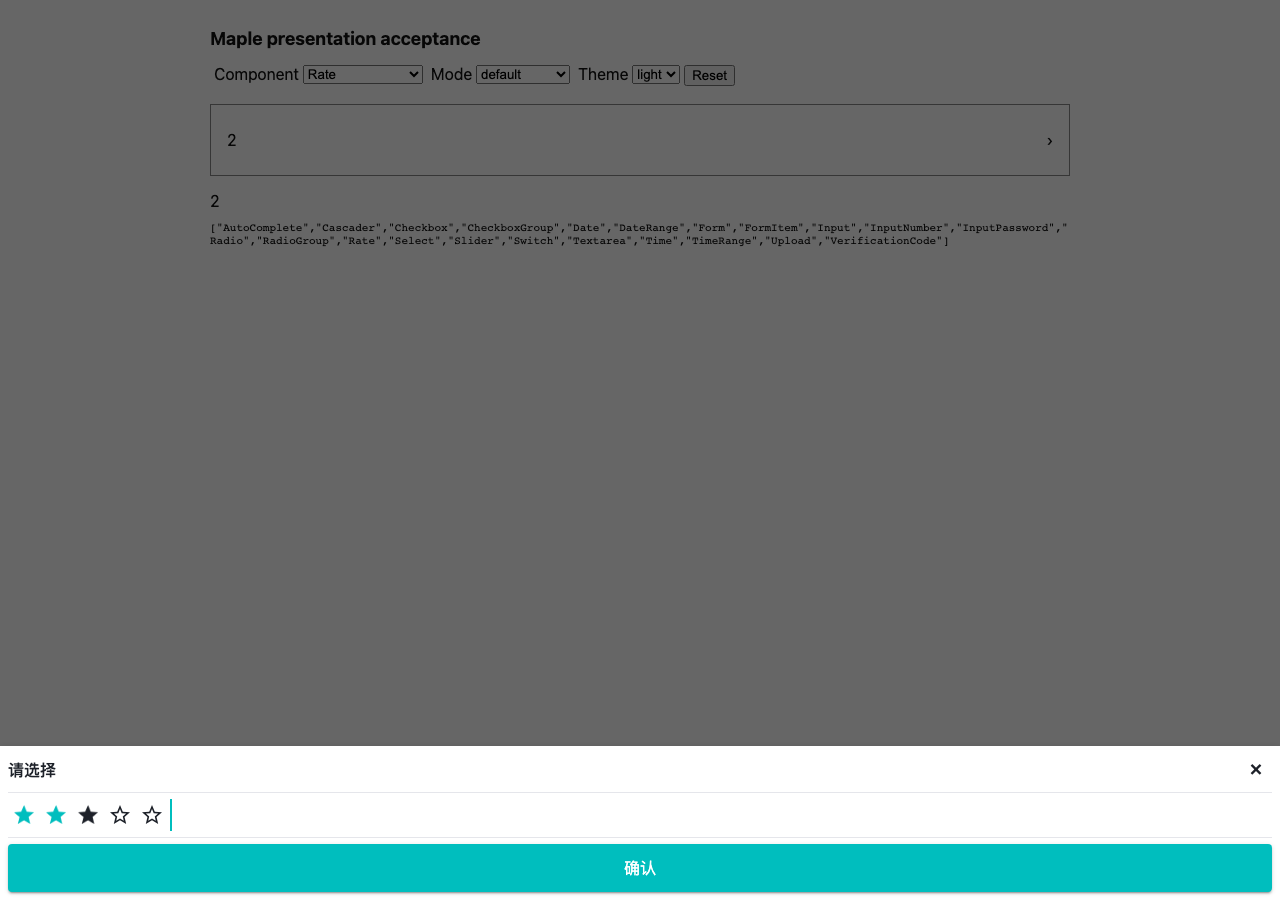 Maple presentation acceptance
Component Rate Mode default Theme light Reset
2 ›
2
["AutoComplete","Cascader","Checkbox","CheckboxGroup","Date","DateRange","Form","FormItem","Input","InputNumber","InputPassword","
Radio","RadioGroup","Rate","Select","Slider","Switch","Textarea","Time","TimeRange","Upload","VerificationCode"]
请选择
确认